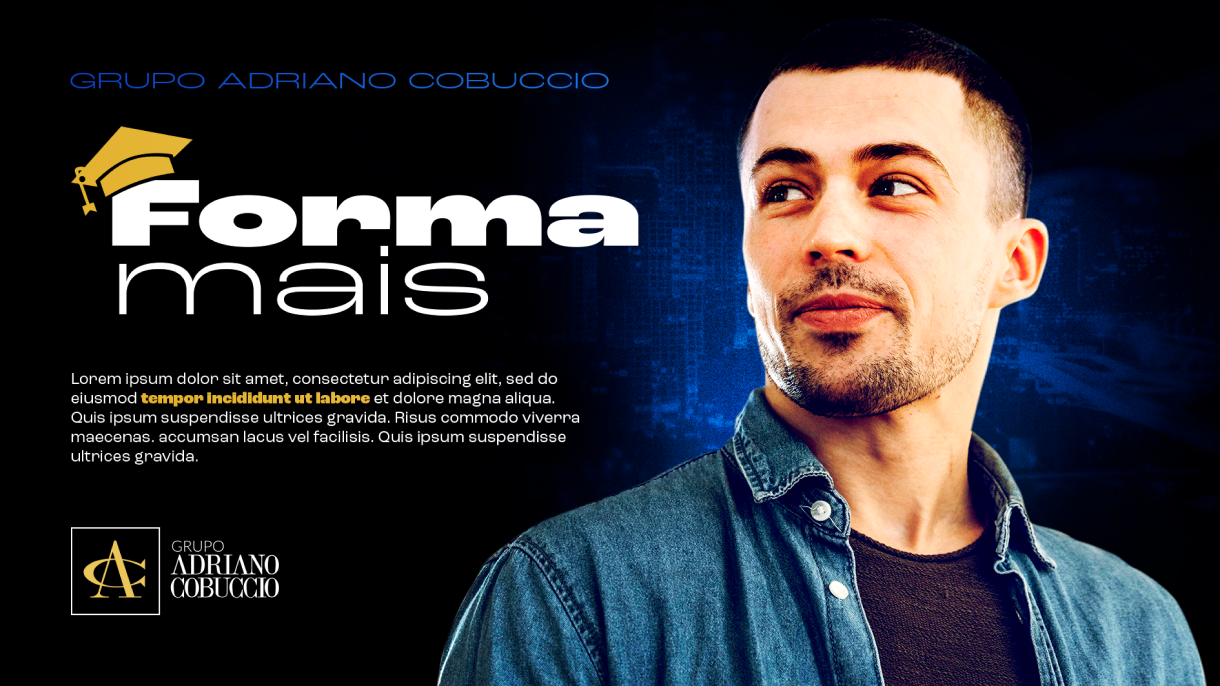 GRUPO ADRIANO COBUCCIO
Forma
mais
Lorem ipsum dolor sit amet, consectetur adipiscing elit, sed do
eiusmod tempor incididunt ut labore et dolore magna aliqua.
Quis ipsum suspendisse ultrices gravida. Risus commodo viverra
maecenas. accumsan lacus vel facilisis. Quis ipsum suspendisse
ultrices gravida.
AC
GRUPO
ADRIANO
COBUCCIO